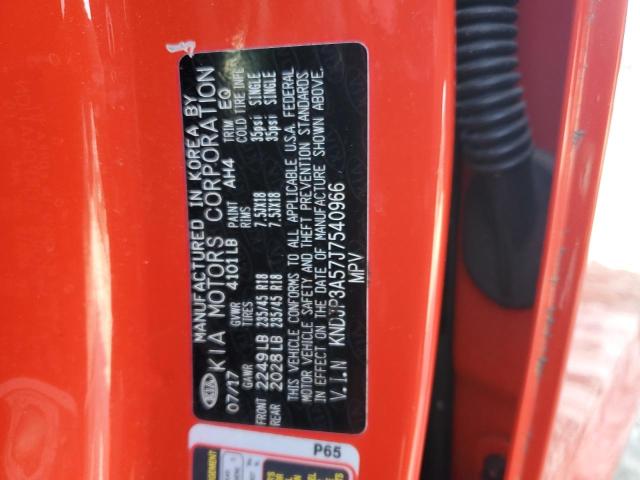 MANUFACTURED IN KOREA BY
KIA KIA MOTORS CORPORATION
07/17 GVWR 4101LB PAINT AH4 TRIM EQ
GAWR TIRES RIMS COLD TIRE INFL
FRONT 2249LB 235/45 R18 7.5JX18 35psi SINGLE
REAR 2028LB 235/45 R18 7.5JX18 35psi SINGLE
THIS VEHICLE CONFORMS TO ALL APPLICABLE U.S.A. FEDERAL
MOTOR VEHICLE SAFETY AND THEFT PREVENTION STANDARDS
IN EFFECT ON THE DATE OF MANUFACTURE SHOWN ABOVE.
V.I.N KNDJP3A57J7540966
MPV
P65